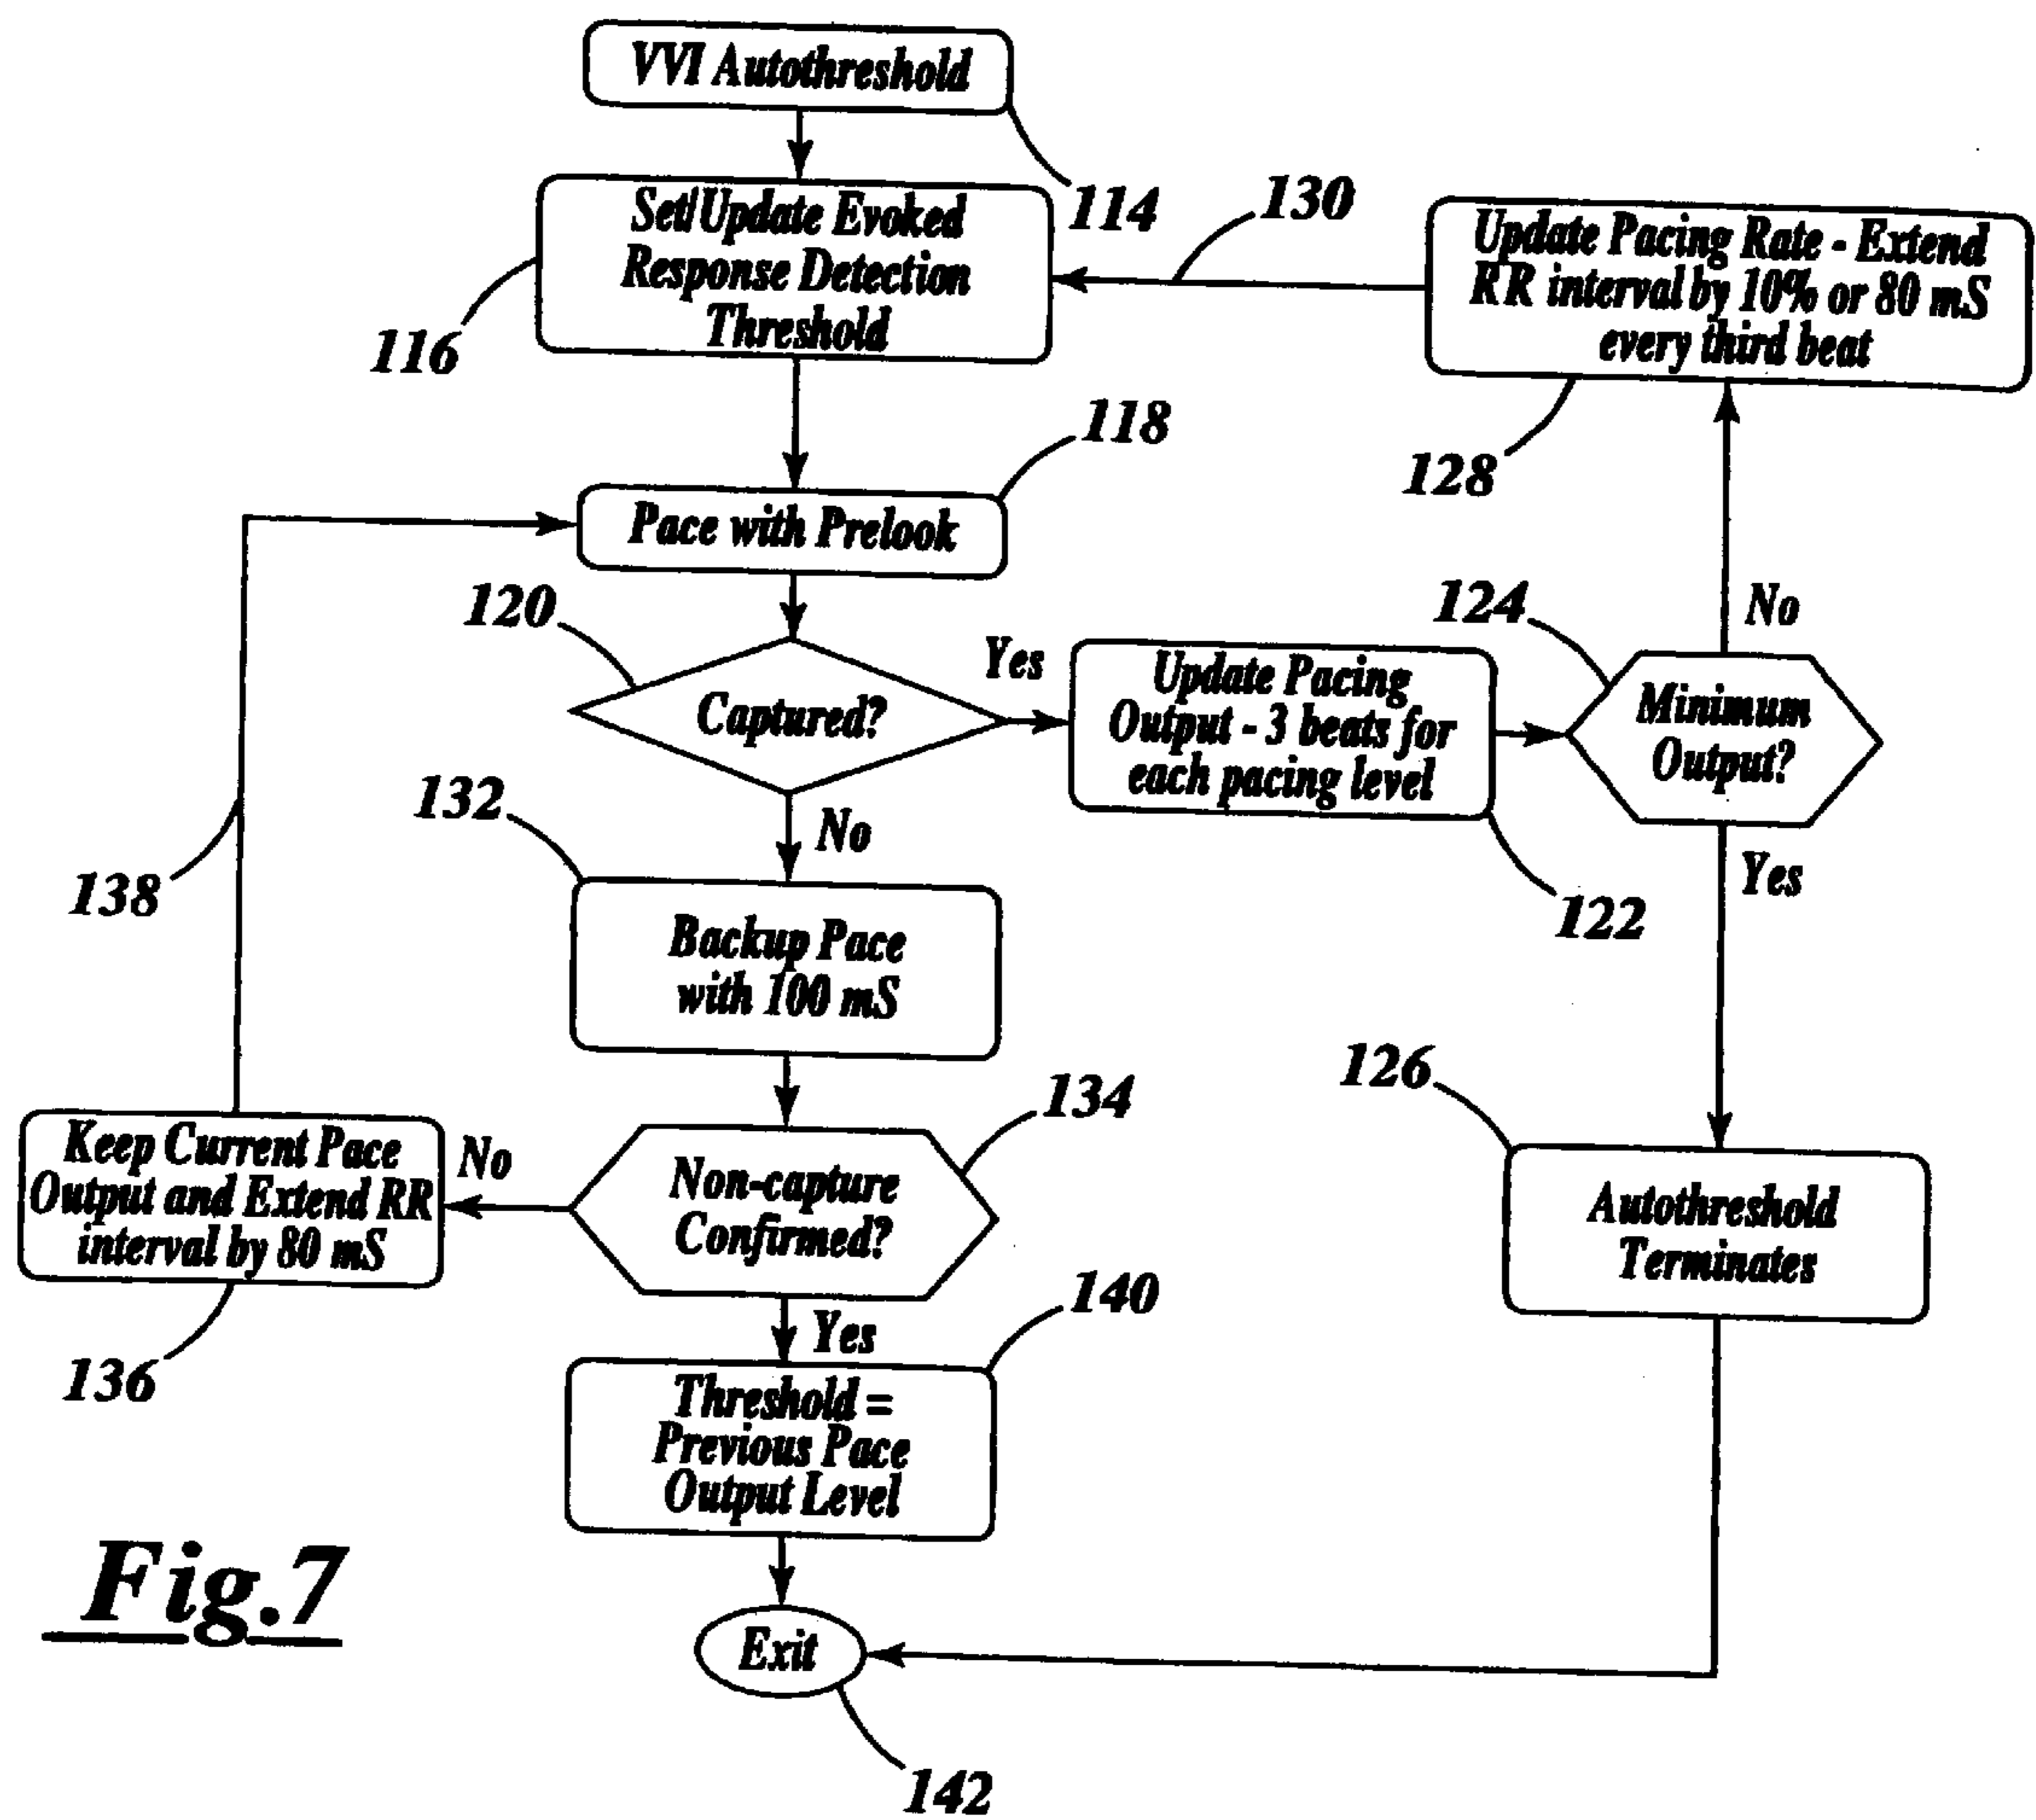 VVI Autothreshold
114
Set/Update Evoked
Response Detection
Threshold
116
130
Update Pacing Rate - Extend
RR interval by 10% or 80 mS
every third beat
128
118
Pace with Prelook
120
Captured?
Yes
Update Pacing
Output - 3 beats for
each pacing level
122
124
Minimum
Output?
No
Yes
No
132
Backup Pace
with 100 mS
138
134
Non-capture
Confirmed?
No
Keep Current Pace
Output and Extend RR
interval by 80 mS
136
126
Autothreshold
Terminates
Yes
140
Threshold =
Previous Pace
Output Level
Exit
142
Fig.7